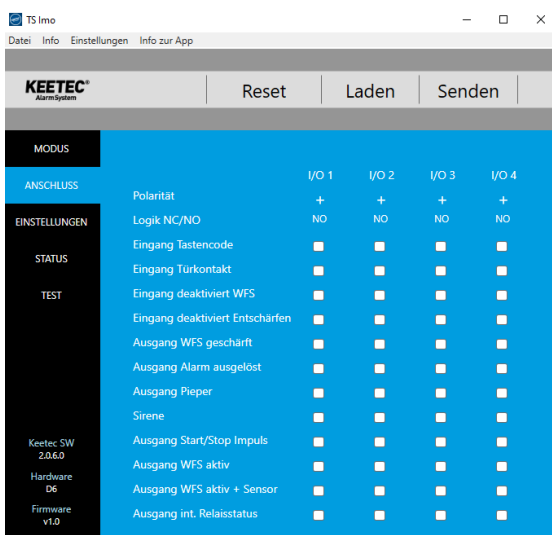 TS Imo
Datei Info Einstellungen Info zur App
KEETEC®
Alarm System
Reset Laden Senden
MODUS
ANSCHLUSS
EINSTELLUNGEN
STATUS
TEST
Keetec SW
2.0.6.0
Hardware
D6
Firmware
v1.0
I/O 1 I/O 2 I/O 3 I/O 4
Polarität + + + +
Logik NC/NO NO NO NO NO
Eingang Tastencode
Eingang Türkontakt
Eingang deaktiviert WFS
Eingang deaktiviert Entschärfen
Ausgang WFS geschärft
Ausgang Alarm ausgelöst
Ausgang Pieper
Sirene
Ausgang Start/Stop Impuls
Ausgang WFS aktiv
Ausgang WFS aktiv + Sensor
Ausgang int. Relaisstatus